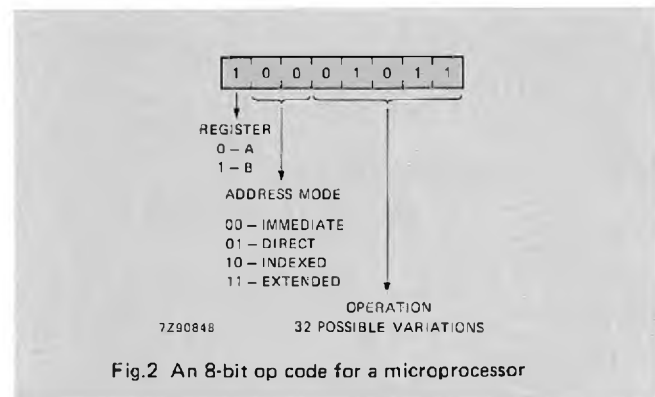 1 0 0 0 1 0 1 1
REGISTER
0 – A
1 – B
ADDRESS MODE
00 – IMMEDIATE
01 – DIRECT
10 – INDEXED
11 – EXTENDED
OPERATION
7Z90848 32 POSSIBLE VARIATIONS
Fig.2 An 8-bit op code for a microprocessor